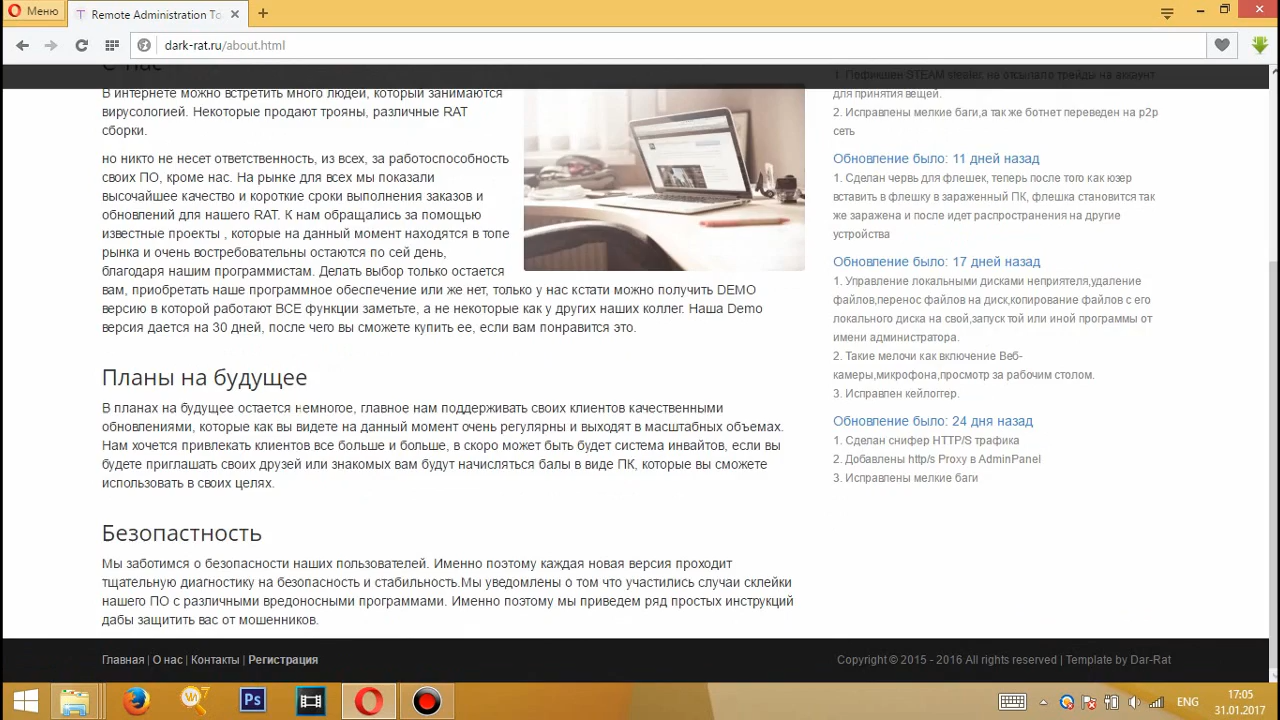 Меню
Remote Administration To
dark-rat.ru/about.html
В интернете можно встретить много людей, который занимаются
вирусологией. Некоторые продают трояны, различные RAT
сборки.
но никто не несет ответственность, из всех, за работоспособность
своих ПО, кроме нас. На рынке для всех мы показали
высочайшее качество и короткие сроки выполнения заказов и
обновлений для нашего RAT. К нам обращались за помощью
известные проекты , которые на данный момент находятся в топе
рынка и очень востребовательны остаются по сей день,
благодаря нашим программистам. Делать выбор только остается
вам, приобретать наше программное обеспечение или же нет, только у нас кстати можно получить DEMO
версию в которой работают ВСЕ функции заметьте, а не некоторые как у других наших коллег. Наша Demo
версия дается на 30 дней, после чего вы сможете купить ее, если вам понравится это.
Планы на будущее
В планах на будущее остается немногое, главное нам поддерживать своих клиентов качественными
обновлениями, которые как вы видете на данный момент очень регулярны и выходят в масштабных объемах.
Нам хочется привлекать клиентов все больше и больше, в скоро может быть будет система инвайтов, если вы
будете приглашать своих друзей или знакомых вам будут начисляться балы в виде ПК, которые вы сможете
использовать в своих целях.
Безопастность
Мы заботимся о безопасности наших пользователей. Именно поэтому каждая новая версия проходит
тщательную диагностику на безопасность и стабильность.Мы уведомлены о том что участились случаи склейки
нашего ПО с различными вредоносными программами. Именно поэтому мы приведем ряд простых инструкций
дабы защитить вас от мошенников.
1. Пофикшен STEAM stealer, не отсылало трейды на аккаунт
для принятия вещей.
2. Исправлены мелкие баги,а так же ботнет переведен на p2p
сеть
Обновление было: 11 дней назад
1. Сделан червь для флешек, теперь после того как юзер
вставить в флешку в зараженный ПК, флешка становится так
же заражена и после идет распространения на другие
устройства
Обновление было: 17 дней назад
1. Управление локальными дисками неприятеля,удаление
файлов,перенос файлов на диск,копирование файлов с его
локального диска на свой,запуск той или иной программы от
имени администратора.
2. Такие мелочи как включение Веб-
камеры,микрофона,просмотр за рабочим столом.
3. Исправлен кейлоггер.
Обновление было: 24 дня назад
1. Сделан снифер HTTP/S трафика
2. Добавлены http/s Proxy в AdminPanel
3. Исправлены мелкие баги
Главная | О нас | Контакты | Регистрация
Copyright © 2015 - 2016 All rights reserved | Template by Dar-Rat
ENG
17:05
31.01.2017